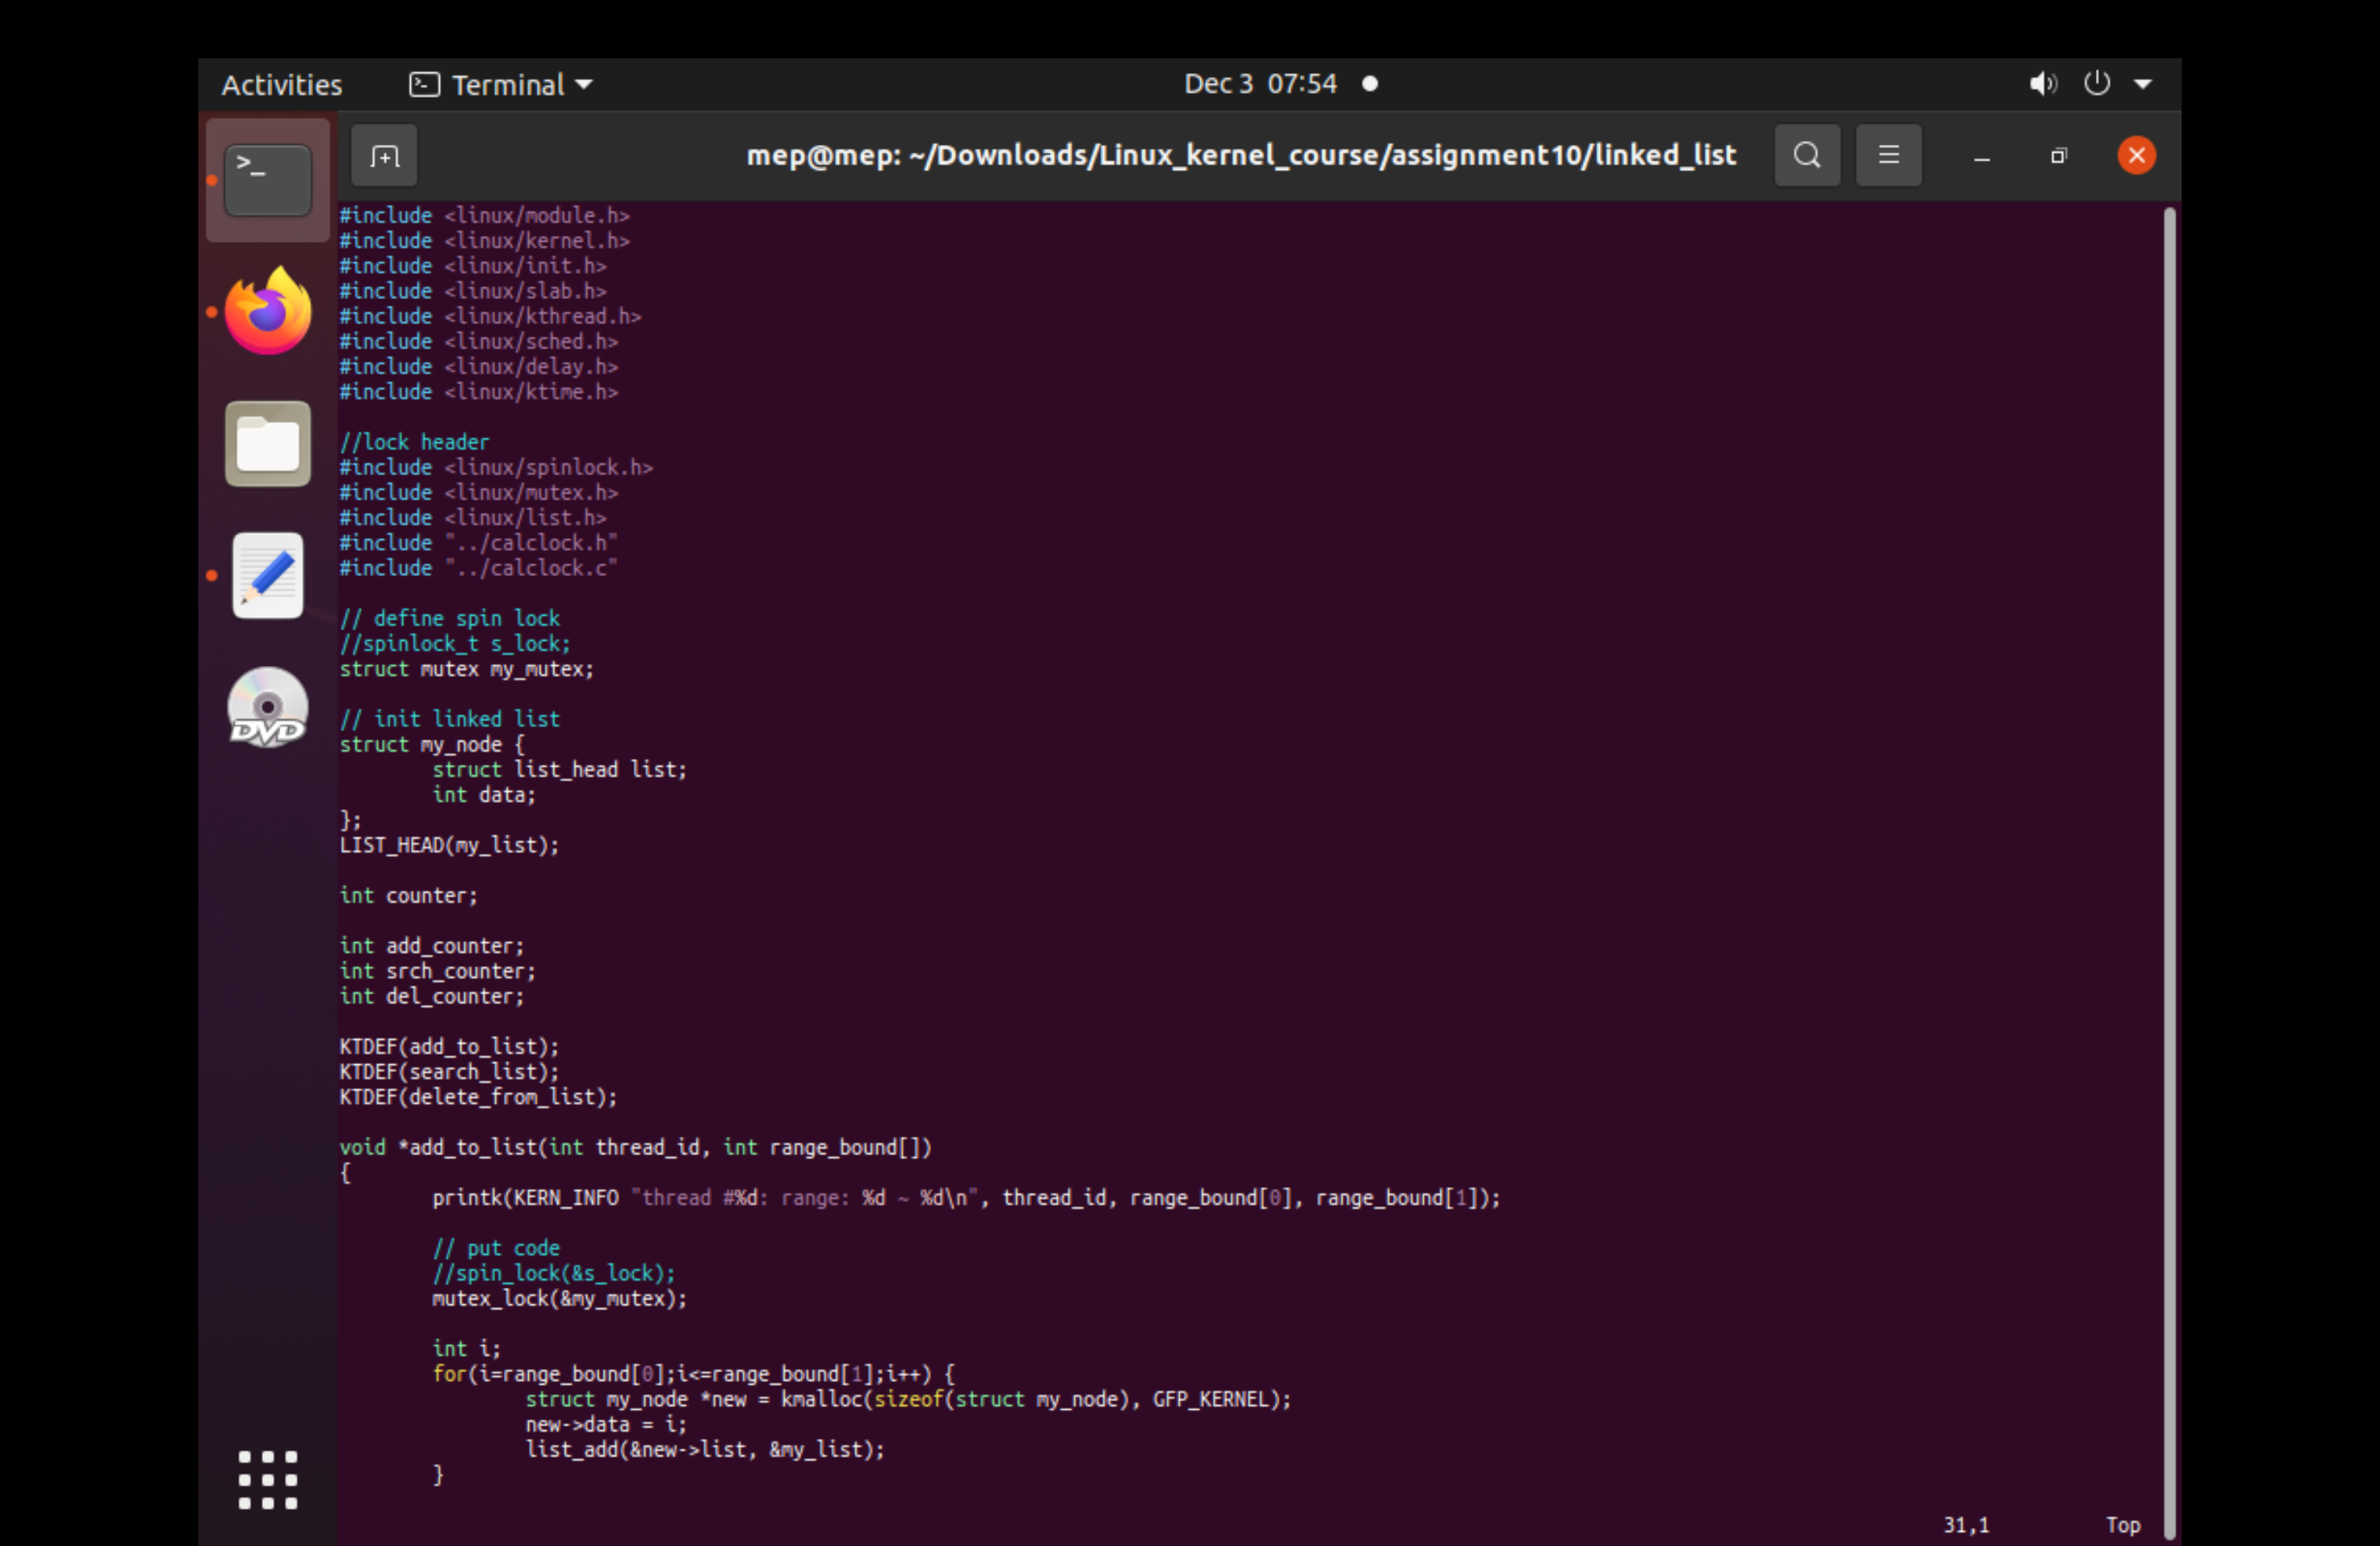 Activities Terminal Dec 3 07:54
mep@mep: ~/Downloads/Linux_kernel_course/assignment10/linked_list
#include <linux/module.h>
#include <linux/kernel.h>
#include <linux/init.h>
#include <linux/slab.h>
#include <linux/kthread.h>
#include <linux/sched.h>
#include <linux/delay.h>
#include <linux/ktime.h>
//lock header
#include <linux/spinlock.h>
#include <linux/mutex.h>
#include <linux/list.h>
#include "../calclock.h"
#include "../calclock.c"
// define spin lock
//spinlock_t s_lock;
struct mutex my_mutex;
// init linked list
struct my_node {
        struct list_head list;
        int data;
};
LIST_HEAD(my_list);
int counter;
int add_counter;
int srch_counter;
int del_counter;
KTDEF(add_to_list);
KTDEF(search_list);
KTDEF(delete_from_list);
void *add_to_list(int thread_id, int range_bound[])
{
        printk(KERN_INFO "thread #%d: range: %d ~ %d\n", thread_id, range_bound[0], range_bound[1]);
        // put code
        //spin_lock(&s_lock);
        mutex_lock(&my_mutex);
        int i;
        for(i=range_bound[0];i<=range_bound[1];i++) {
                struct my_node *new = kmalloc(sizeof(struct my_node), GFP_KERNEL);
                new->data = i;
                list_add(&new->list, &my_list);
        }
31,1 Top
>_
DVD